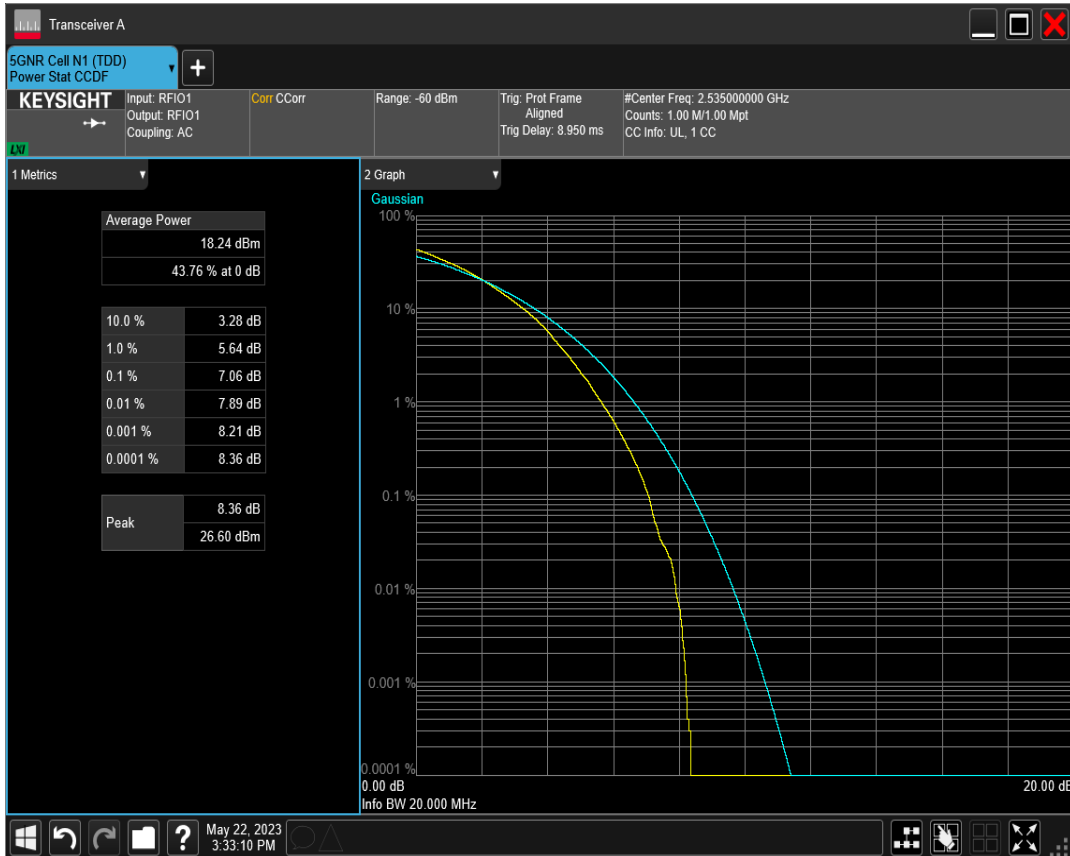 Transceiver A
5GNR Cell N1 (TDD)
Power Stat CCDF
+
KEYSIGHT
LXI
Input: RFIO1
Output: RFIO1
Coupling: AC
Corr CCorr
Range: -60 dBm
Trig: Prot Frame
Aligned
Trig Delay: 8.950 ms
#Center Freq: 2.535000000 GHz
Counts: 1.00 M/1.00 Mpt
CC Info: UL, 1 CC
1 Metrics
Average Power
18.24 dBm
43.76 % at 0 dB
10.0 % 3.28 dB
1.0 % 5.64 dB
0.1 % 7.06 dB
0.01 % 7.89 dB
0.001 % 8.21 dB
0.0001 % 8.36 dB
Peak
8.36 dB
26.60 dBm
2 Graph
Gaussian
100 %
10 %
1 %
0.1 %
0.01 %
0.001 %
0.0001 %
0.00 dB
20.00 dB
Info BW 20.000 MHz
?
May 22, 2023
3:33:10 PM